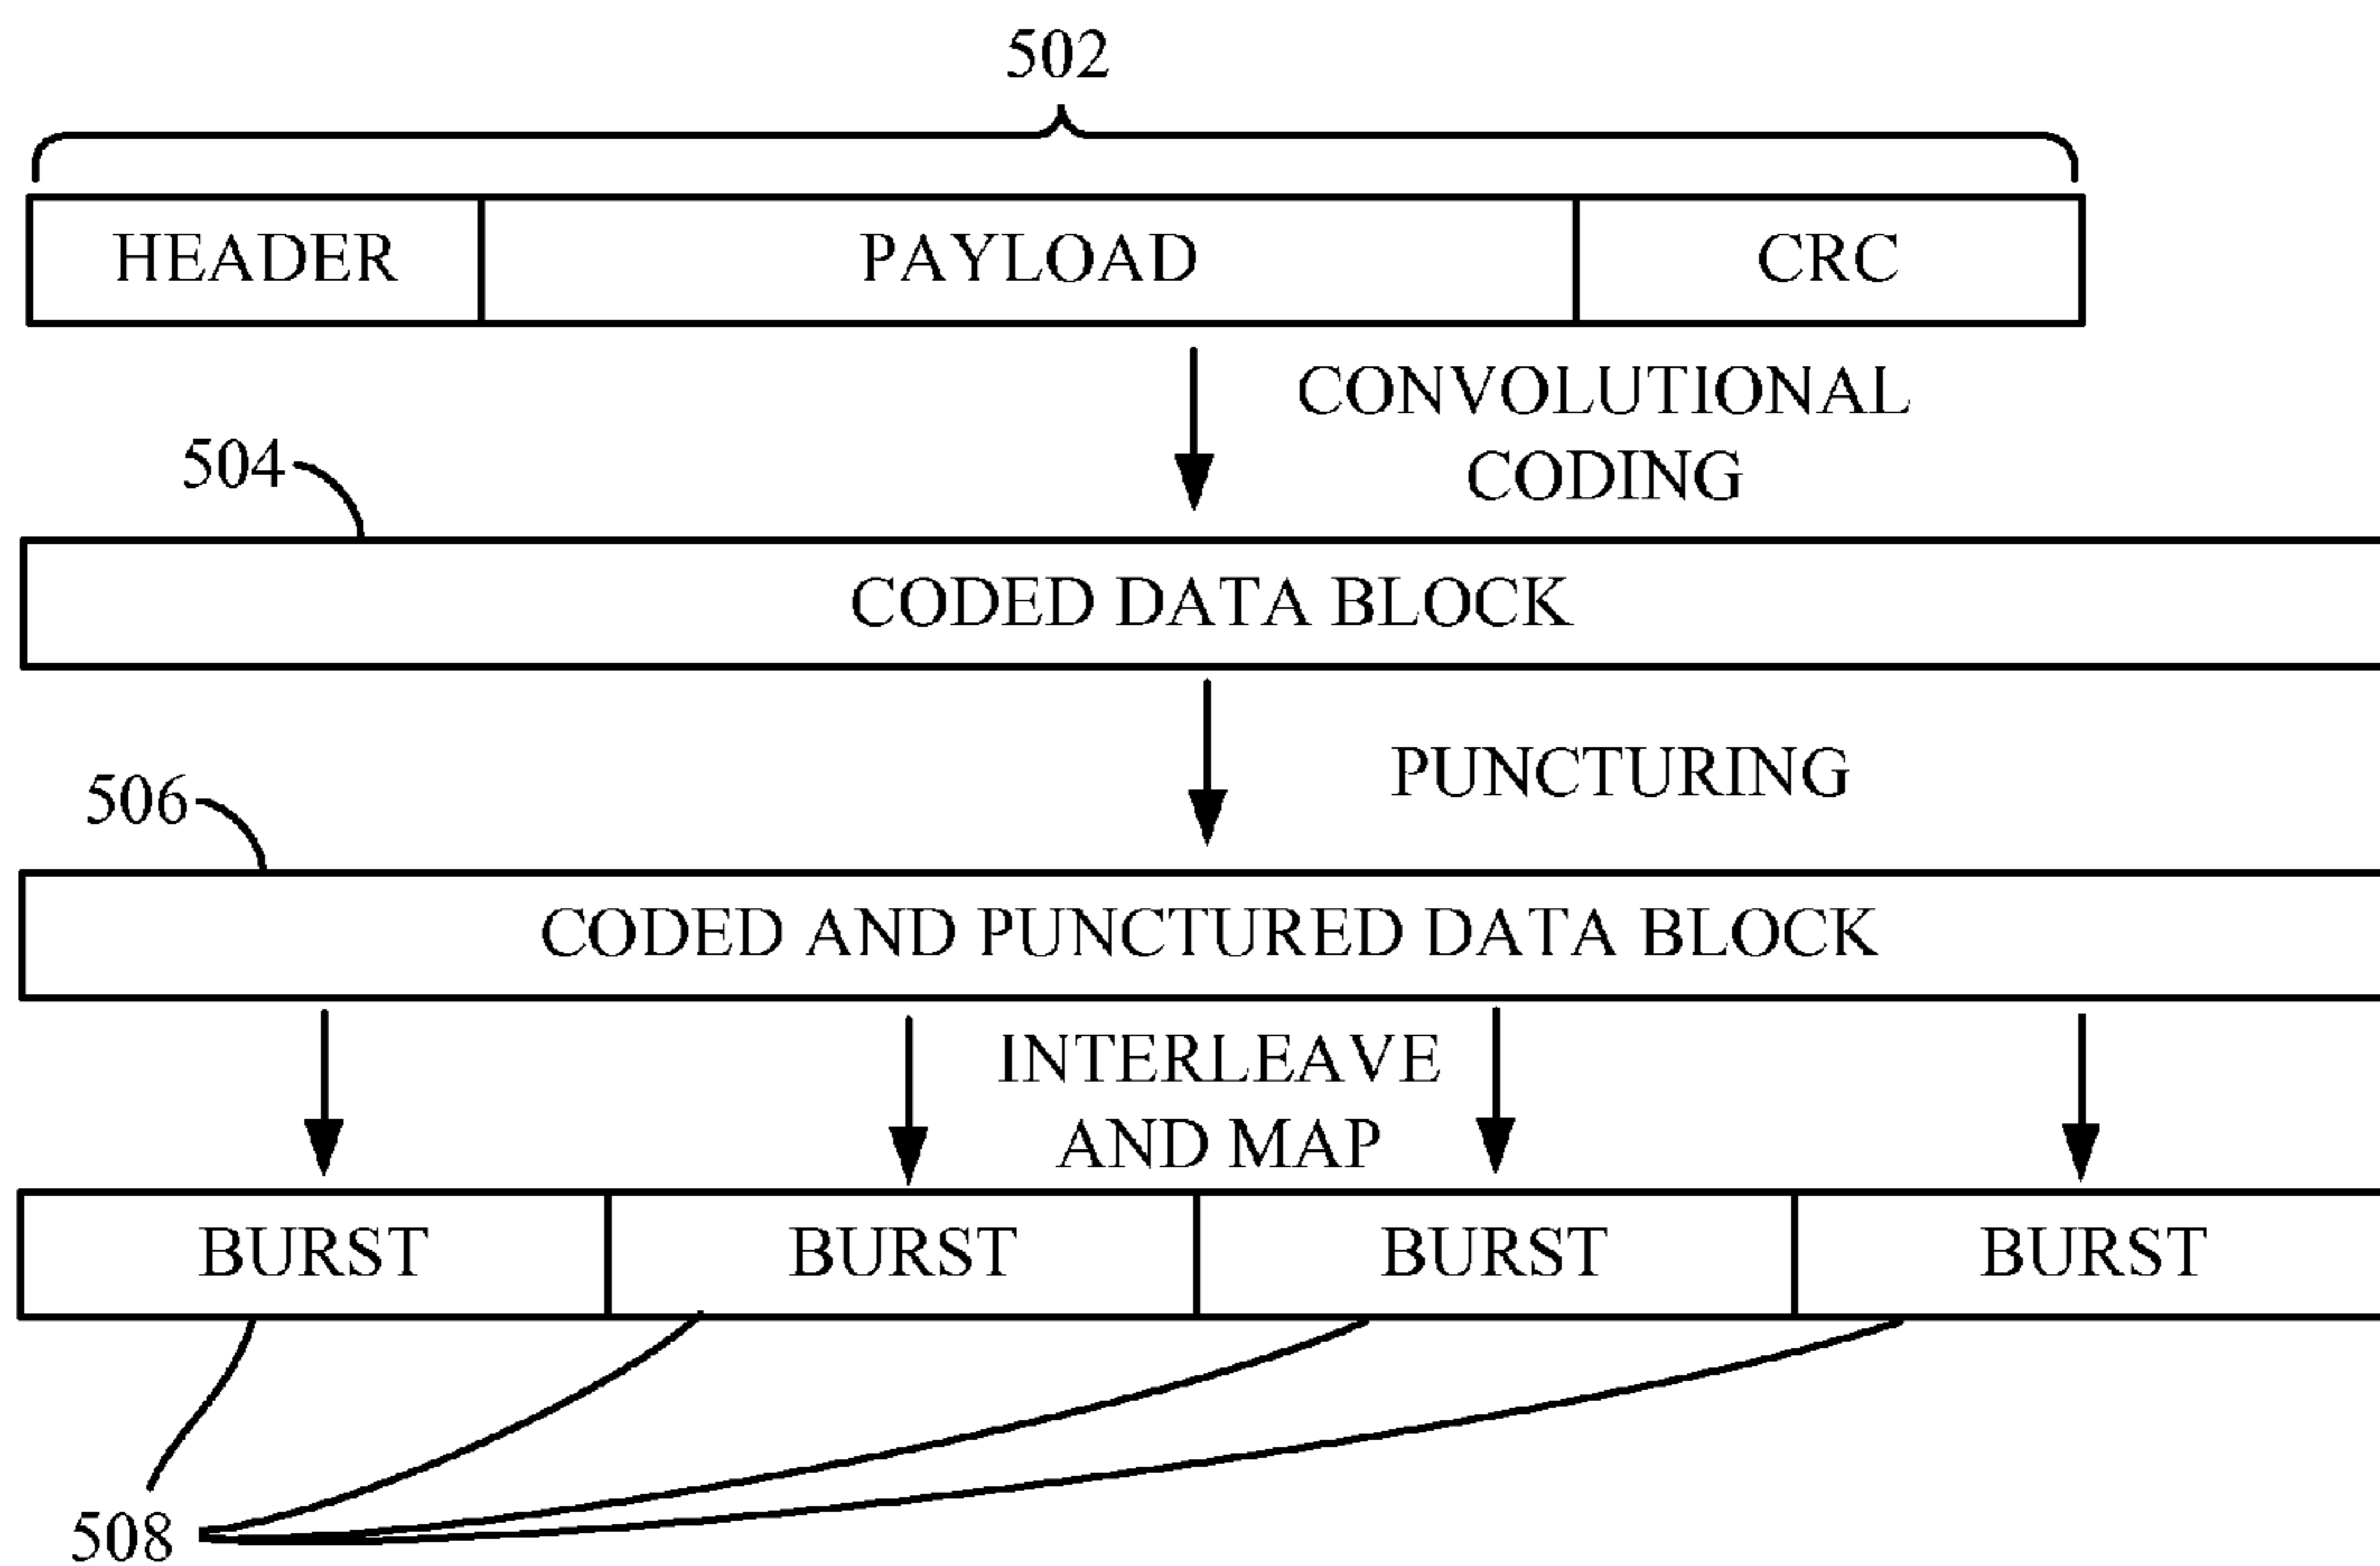 502
HEADER PAYLOAD CRC
CONVOLUTIONAL
CODING
504
CODED DATA BLOCK
PUNCTURING
506
CODED AND PUNCTURED DATA BLOCK
INTERLEAVE
AND MAP
BURST BURST BURST BURST
508